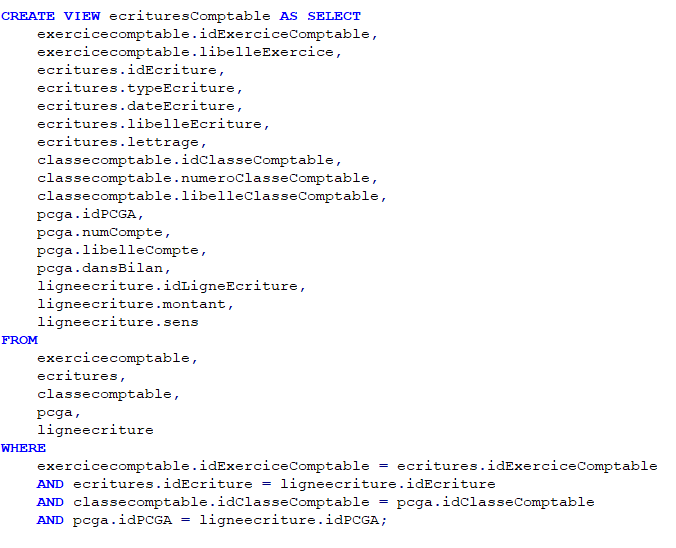 CREATE VIEW ecrituresComptable AS SELECT
    exercicecomptable.idExerciceComptable,
    exercicecomptable.libelleExercice,
    ecritures.idEcriture,
    ecritures.typeEcriture,
    ecritures.dateEcriture,
    ecritures.libelleEcriture,
    ecritures.lettrage,
    classecomptable.idClasseComptable,
    classecomptable.numeroClasseComptable,
    classecomptable.libelleClasseComptable,
    pcga.idPCGA,
    pcga.numCompte,
    pcga.libelleCompte,
    pcga.dansBilan,
    ligneecriture.idLigneEcriture,
    ligneecriture.montant,
    ligneecriture.sens
FROM
    exercicecomptable,
    ecritures,
    classecomptable,
    pcga,
    ligneecriture
WHERE
    exercicecomptable.idExerciceComptable = ecritures.idExerciceComptable
    AND ecritures.idEcriture = ligneecriture.idEcriture
    AND classecomptable.idClasseComptable = pcga.idClasseComptable
    AND pcga.idPCGA = ligneecriture.idPCGA;